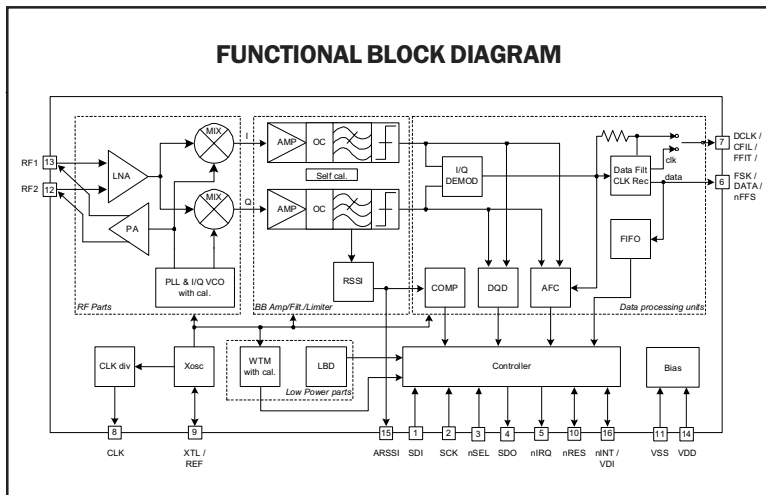 FUNCTIONAL BLOCK DIAGRAM
MIX
I
AMP
OC
7
DCLK /
CFIL /
FFIT /
RF1
13
LNA
Self cal.
I/Q
DEMOD
Data Filt
CLK Rec
clk
data
RF2
12
MIX
Q
AMP
OC
6
FSK /
DATA /
nFFS
PA
FIFO
PLL & I/Q VCO
with cal.
RSSI
COMP
DQD
AFC
RF Parts
BB Amp/Filt./Limiter
Data processing units
CLK div
Xosc
WTM
with cal.
LBD
Low Power parts
Controller
Bias
8
9
15
1
2
3
4
5
10
16
11
14
CLK
XTL /
REF
ARSSI
SDI
SCK
nSEL
SDO
nIRQ
nRES
nINT /
VDI
VSS
VDD